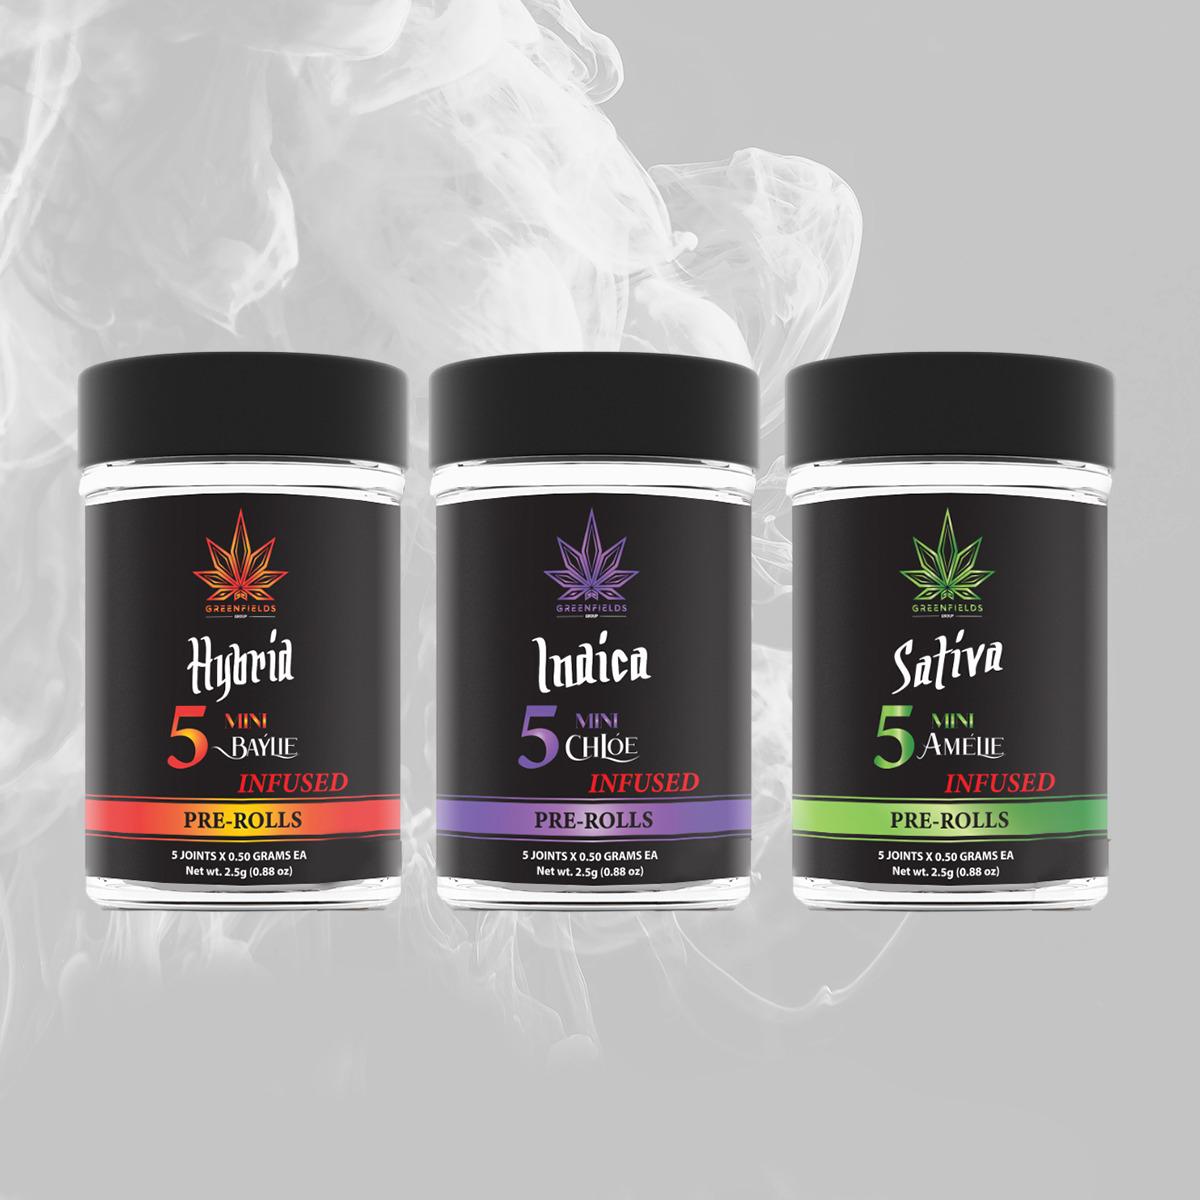 GREENFIELDS
GROUP
Hybrid
5 MINI
BAÝLIE
INFUSED
PRE-ROLLS
5 JOINTS X 0.50 GRAMS EA
Net wt. 2.5g (0.88 oz)
GREENFIELDS
GROUP
Indica
5 MINI
CHLÓE
INFUSED
PRE-ROLLS
5 JOINTS X 0.50 GRAMS EA
Net wt. 2.5g (0.88 oz)
GREENFIELDS
GROUP
Sativa
5 MINI
AMÉLIE
INFUSED
PRE-ROLLS
5 JOINTS X 0.50 GRAMS EA
Net wt. 2.5g (0.88 oz)